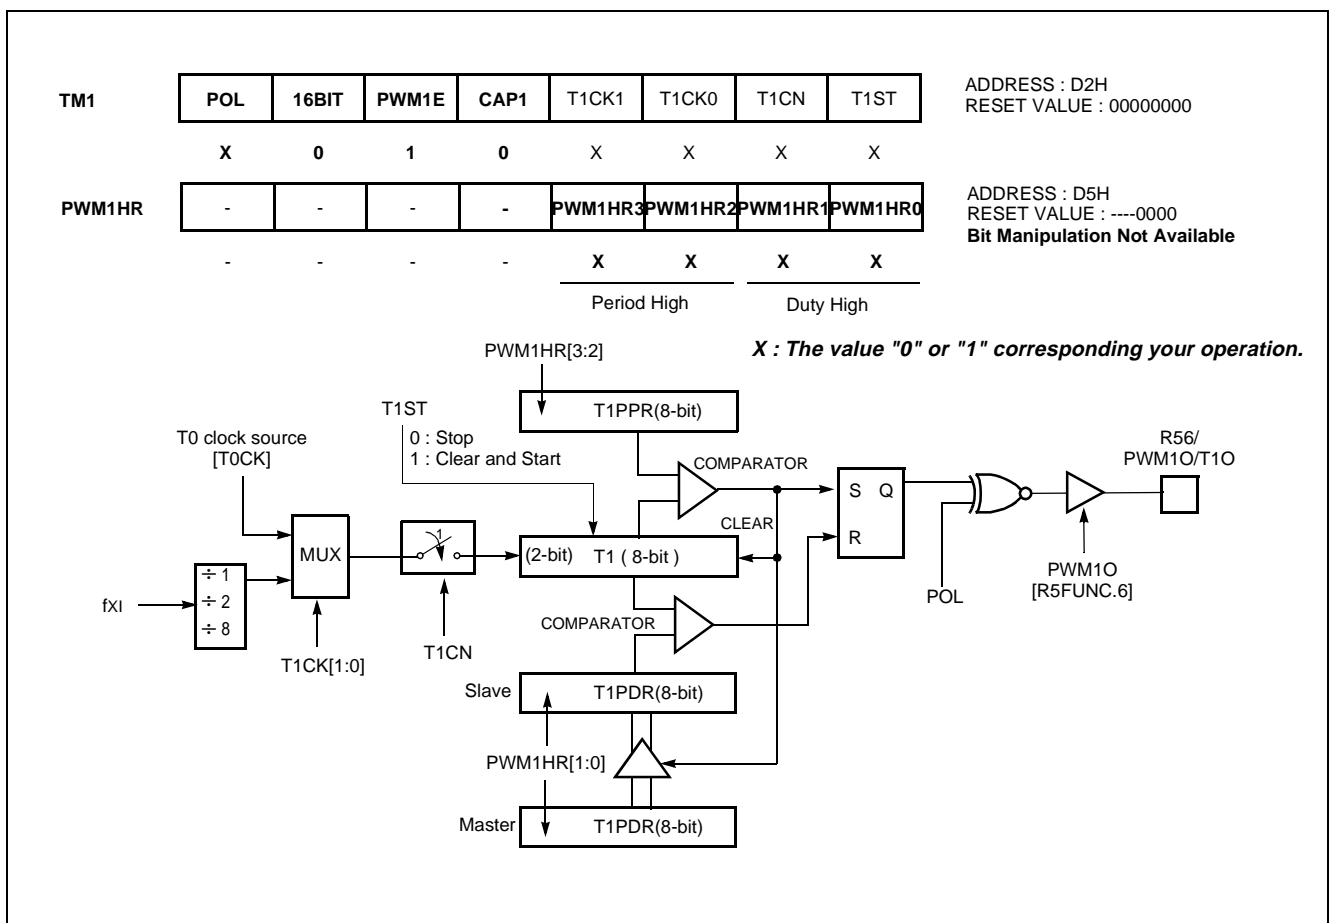 TM1 POL 16BIT PWM1E CAP1 T1CK1 T1CK0 T1CN T1ST
ADDRESS : D2H
RESET VALUE : 00000000
X 0 1 0 X X X X
PWM1HR - - - - PWM1HR3 PWM1HR2 PWM1HR1 PWM1HR0
ADDRESS : D5H
RESET VALUE : ----0000
Bit Manipulation Not Available
- - - - X X X X
Period High Duty High
X : The value "0" or "1" corresponding your operation.
PWM1HR[3:2]
T1PPR(8-bit)
T1ST
0 : Stop
1 : Clear and Start
T0 clock source
[T0CK]
COMPARATOR
R56/
PWM1O/T1O
S Q
R
CLEAR
MUX
1
(2-bit) T1 ( 8-bit )
÷ 1
÷ 2
÷ 8
fXI
T1CK[1:0]
T1CN
COMPARATOR
POL
PWM1O
[R5FUNC.6]
Slave T1PDR(8-bit)
PWM1HR[1:0]
Master T1PDR(8-bit)